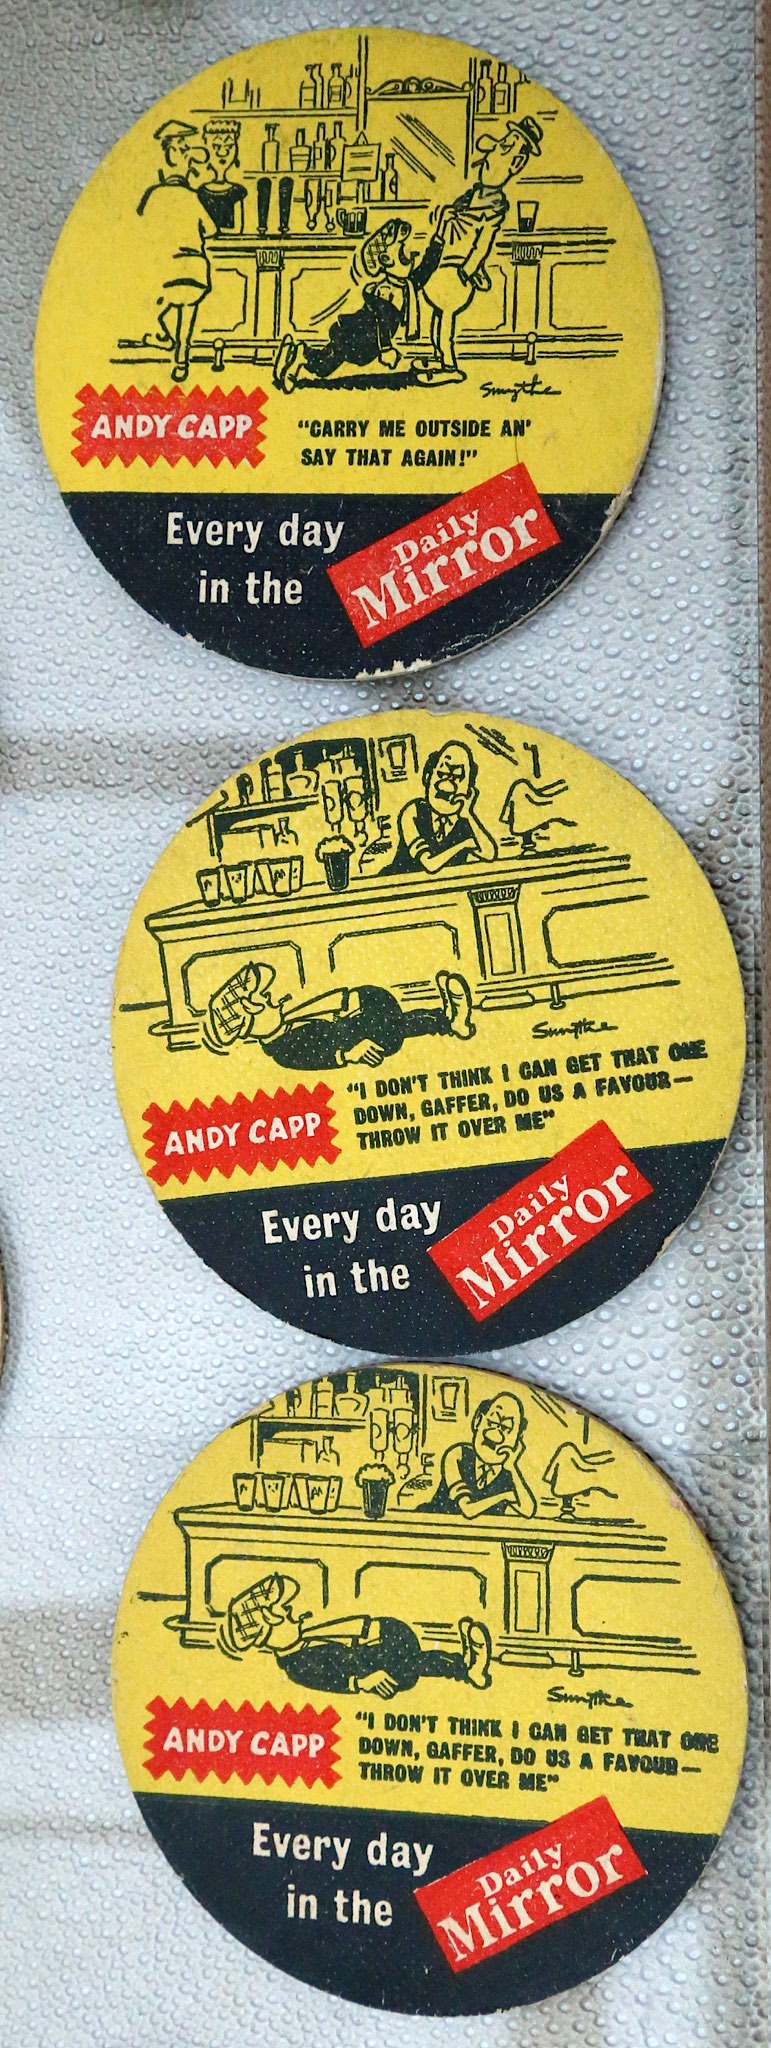 Smythe
ANDY CAPP
"CARRY ME OUTSIDE AN'
SAY THAT AGAIN!"
Every day
in the
Daily
Mirror
Smythe
ANDY CAPP
"I DON'T THINK I CAN GET THAT ONE
DOWN, GAFFER, DO US A FAVOUR—
THROW IT OVER ME"
Every day
in the
Daily
Mirror
Smythe
ANDY CAPP
"I DON'T THINK I CAN GET THAT ONE
DOWN, GAFFER, DO US A FAVOUR—
THROW IT OVER ME"
Every day
in the
Daily
Mirror